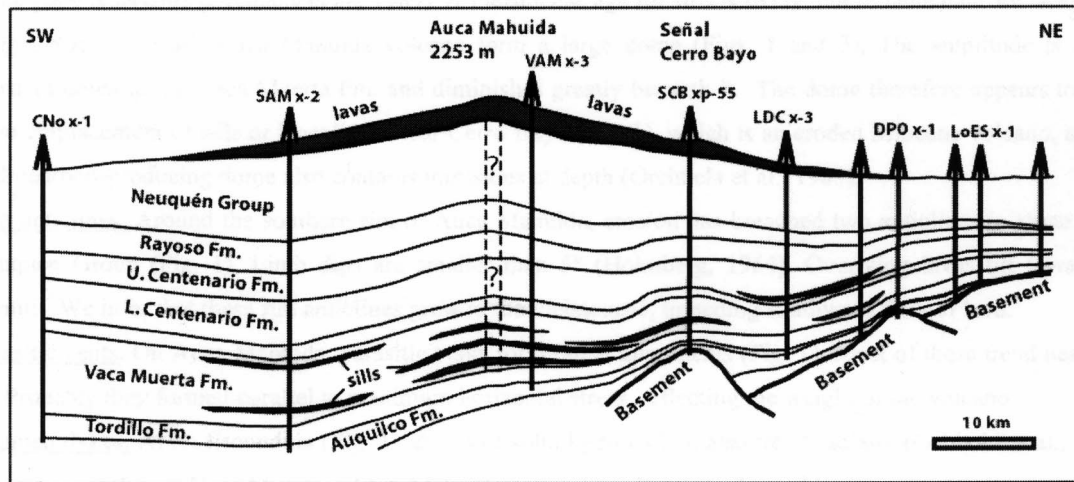 SW
NE
Auca Mahuida
2253 m
Señal
Cerro Bayo
CNo x-1
SAM x-2
lavas
VAM x-3
lavas
SCB xp-55
LDC x-3
DPO x-1
LoES x-1
Neuquén Group
?
Rayoso Fm.
U. Centenario Fm.
?
L. Centenario Fm.
Vaca Muerta Fm.
sills
Tordillo Fm.
Auquilco Fm.
Basement
Basement
Basement
10 km